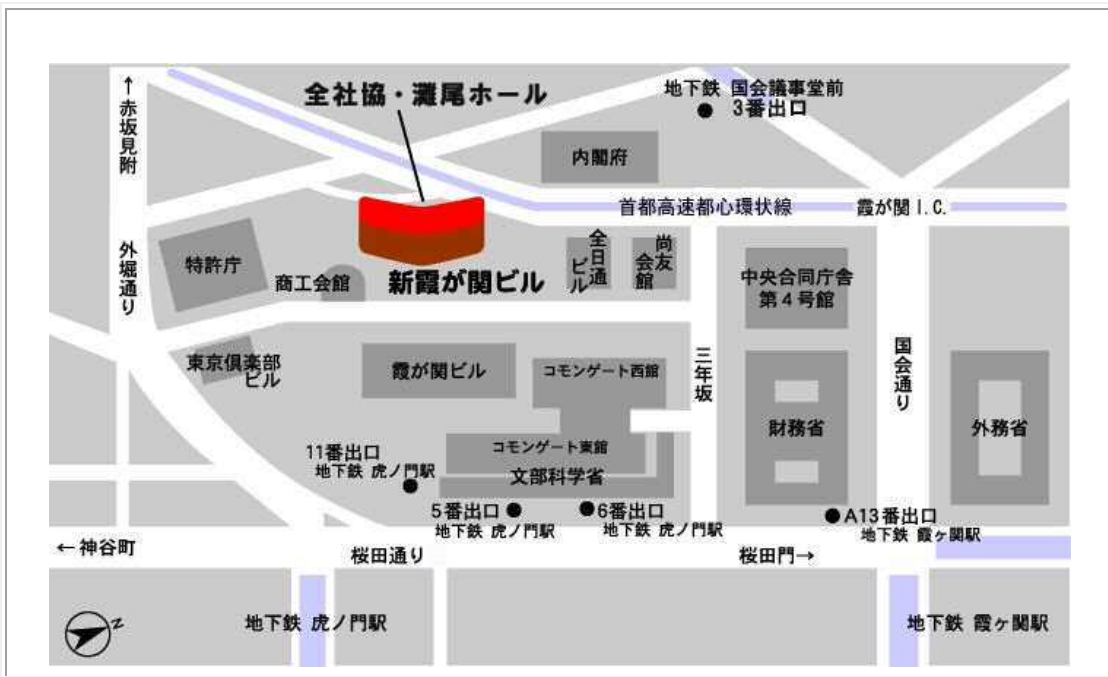 全社協・灘尾ホール
地下鉄 国会議事堂前
3番出口
↑赤坂見附
内閣府
首都高速都心環状線
霞が関 I.C.
外堀通り
特許庁
商工会館
新霞が関ビル
全日通
ビル
尚友
会館
中央合同庁舎
第4号館
東京倶楽部
ビル
霞が関ビル
コモンゲート西館
三年坂
国会通り
財務省
外務省
コモンゲート東館
文部科学省
11番出口
地下鉄 虎ノ門駅
5番出口
地下鉄 虎ノ門駅
6番出口
地下鉄 虎ノ門駅
A13番出口
地下鉄 霞ヶ関駅
←神谷町
桜田通り
桜田門→
Z
地下鉄 虎ノ門駅
地下鉄 霞ヶ関駅